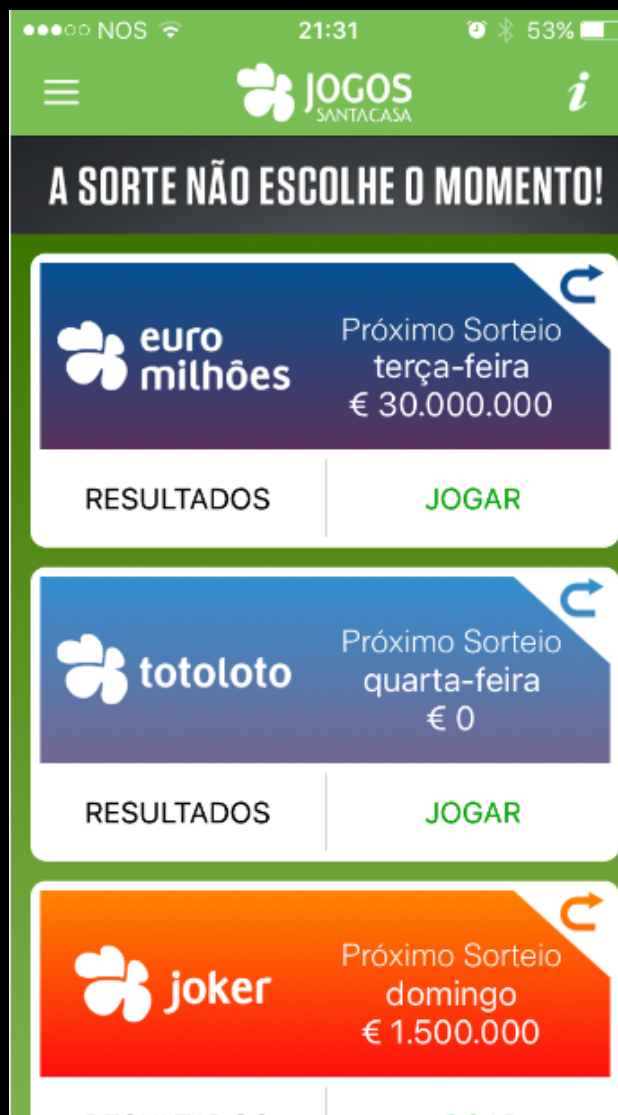 NOS 21:31 53%
JOGOS
SANTACASA
i
A SORTE NÃO ESCOLHE O MOMENTO!
euro
milhões
Próximo Sorteio
terça-feira
€ 30.000.000
RESULTADOS JOGAR
totoloto
Próximo Sorteio
quarta-feira
€ 0
RESULTADOS JOGAR
joker
Próximo Sorteio
domingo
€ 1.500.000